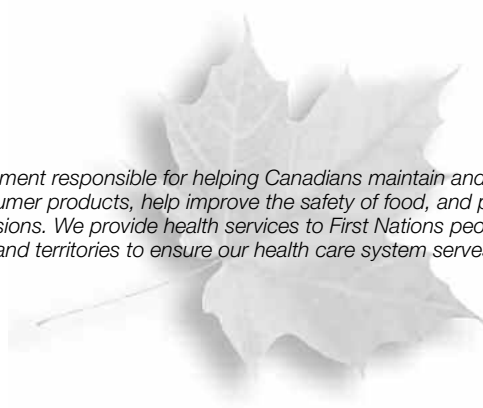 ment responsible for helping Canadians maintain and
umer products, help improve the safety of food, and p
sions. We provide health services to First Nations peo
and territories to ensure our health care system serves